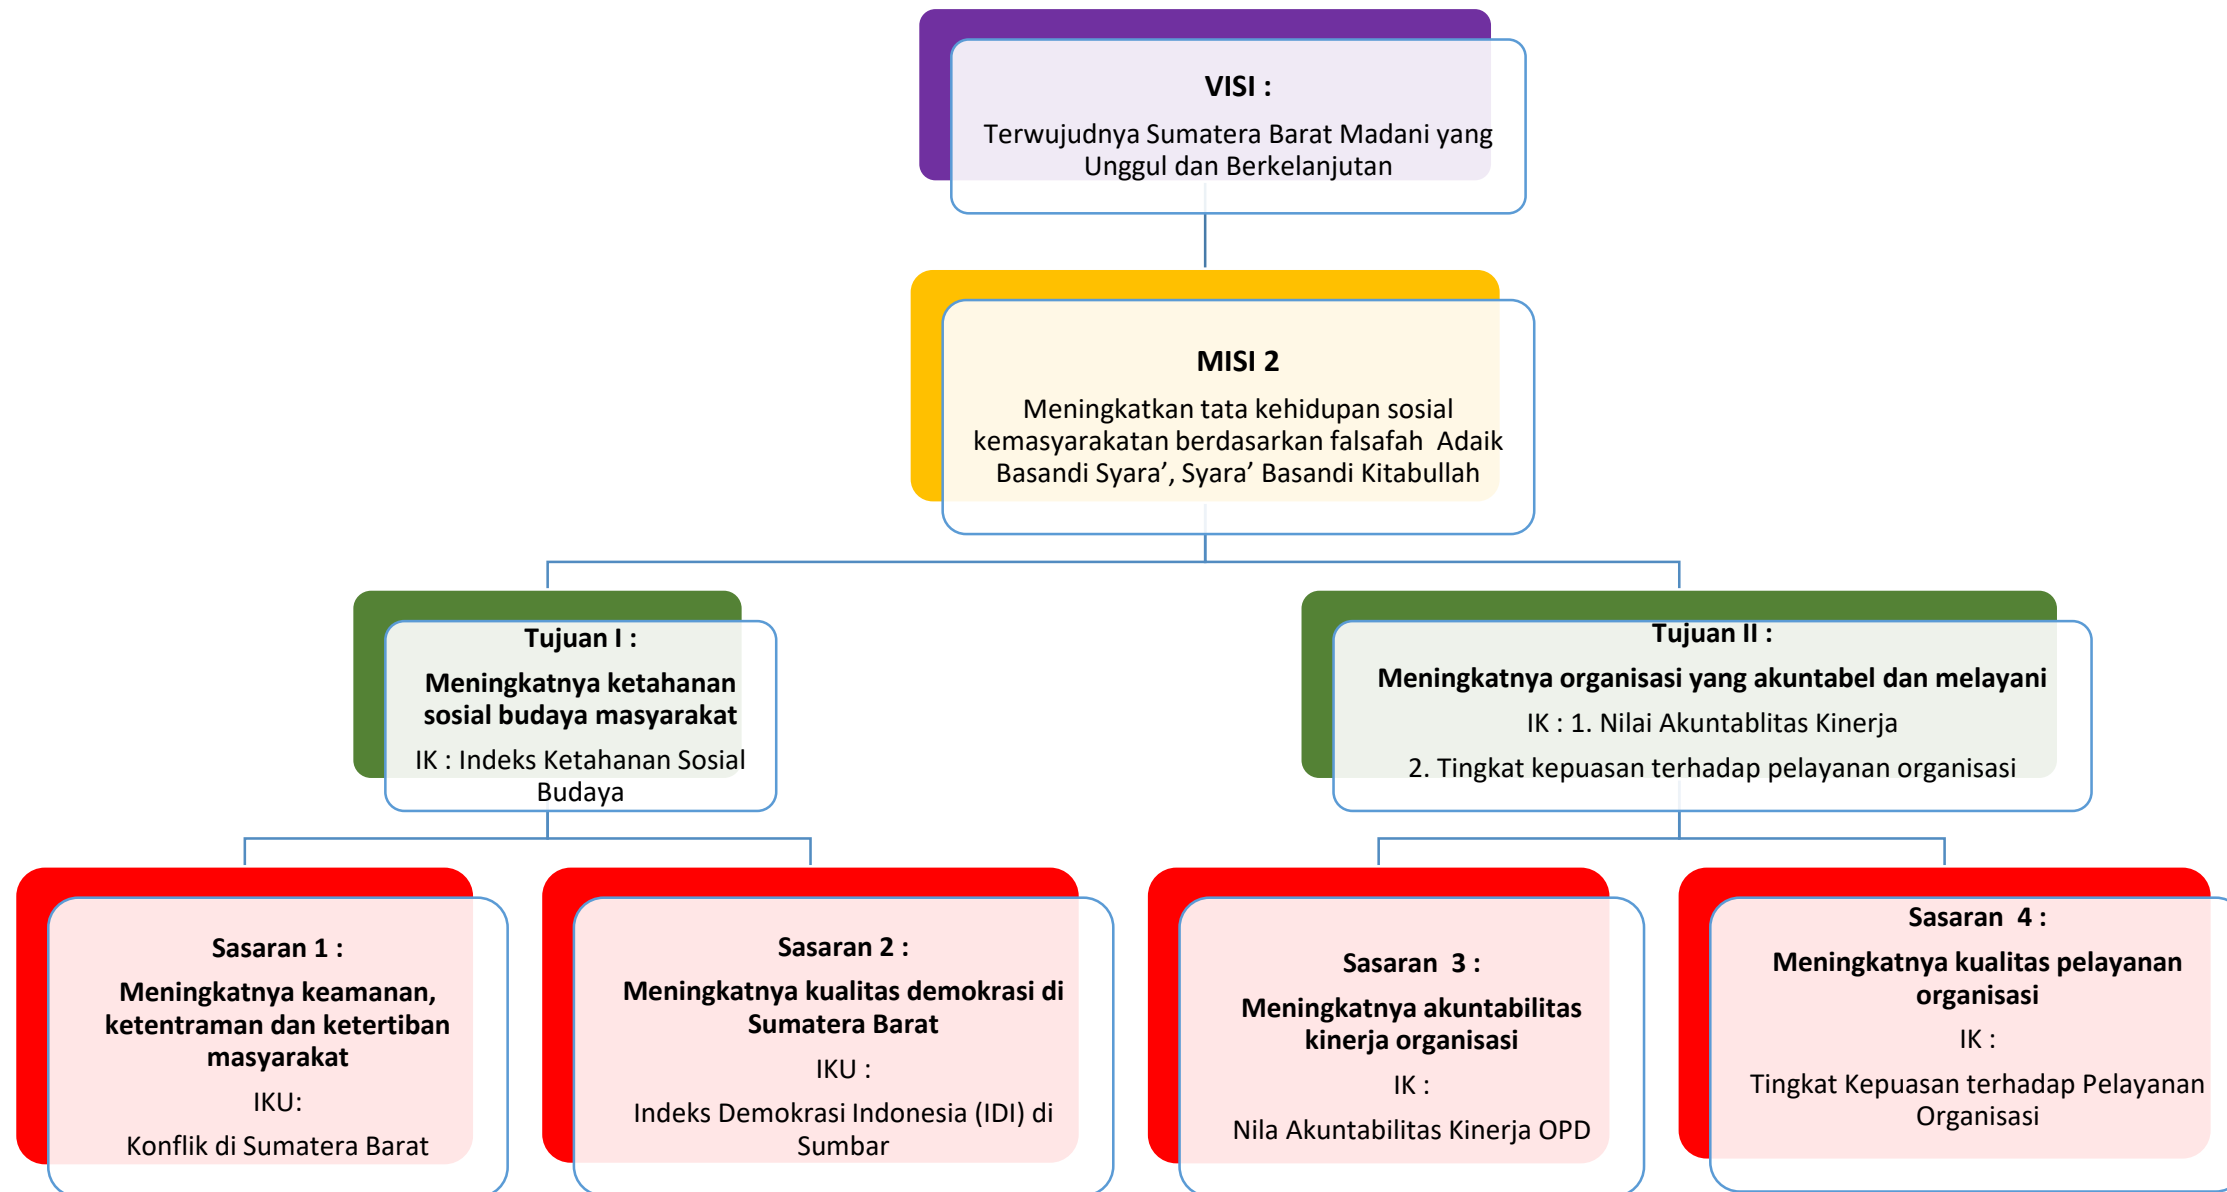 VISI :
Terwujudnya Sumatera Barat Madani yang
Unggul dan Berkelanjutan
MISI 2
Meningkatkan tata kehidupan sosial
kemasyarakatan berdasarkan falsafah Adaik
Basandi Syara’, Syara’ Basandi Kitabullah
Tujuan I :
Meningkatnya ketahanan
sosial budaya masyarakat
IK : Indeks Ketahanan Sosial
Budaya
Tujuan II :
Meningkatnya organisasi yang akuntabel dan melayani
IK : 1. Nilai Akuntablitas Kinerja
2. Tingkat kepuasan terhadap pelayanan organisasi
Sasaran 1 :
Meningkatnya keamanan,
ketentraman dan ketertiban
masyarakat
IKU:
Konflik di Sumatera Barat
Sasaran 2 :
Meningkatnya kualitas demokrasi di
Sumatera Barat
IKU :
Indeks Demokrasi Indonesia (IDI) di
Sumbar
Sasaran 3 :
Meningkatnya akuntabilitas
kinerja organisasi
IK :
Nila Akuntabilitas Kinerja OPD
Sasaran 4 :
Meningkatnya kualitas pelayanan
organisasi
IK :
Tingkat Kepuasan terhadap Pelayanan
Organisasi